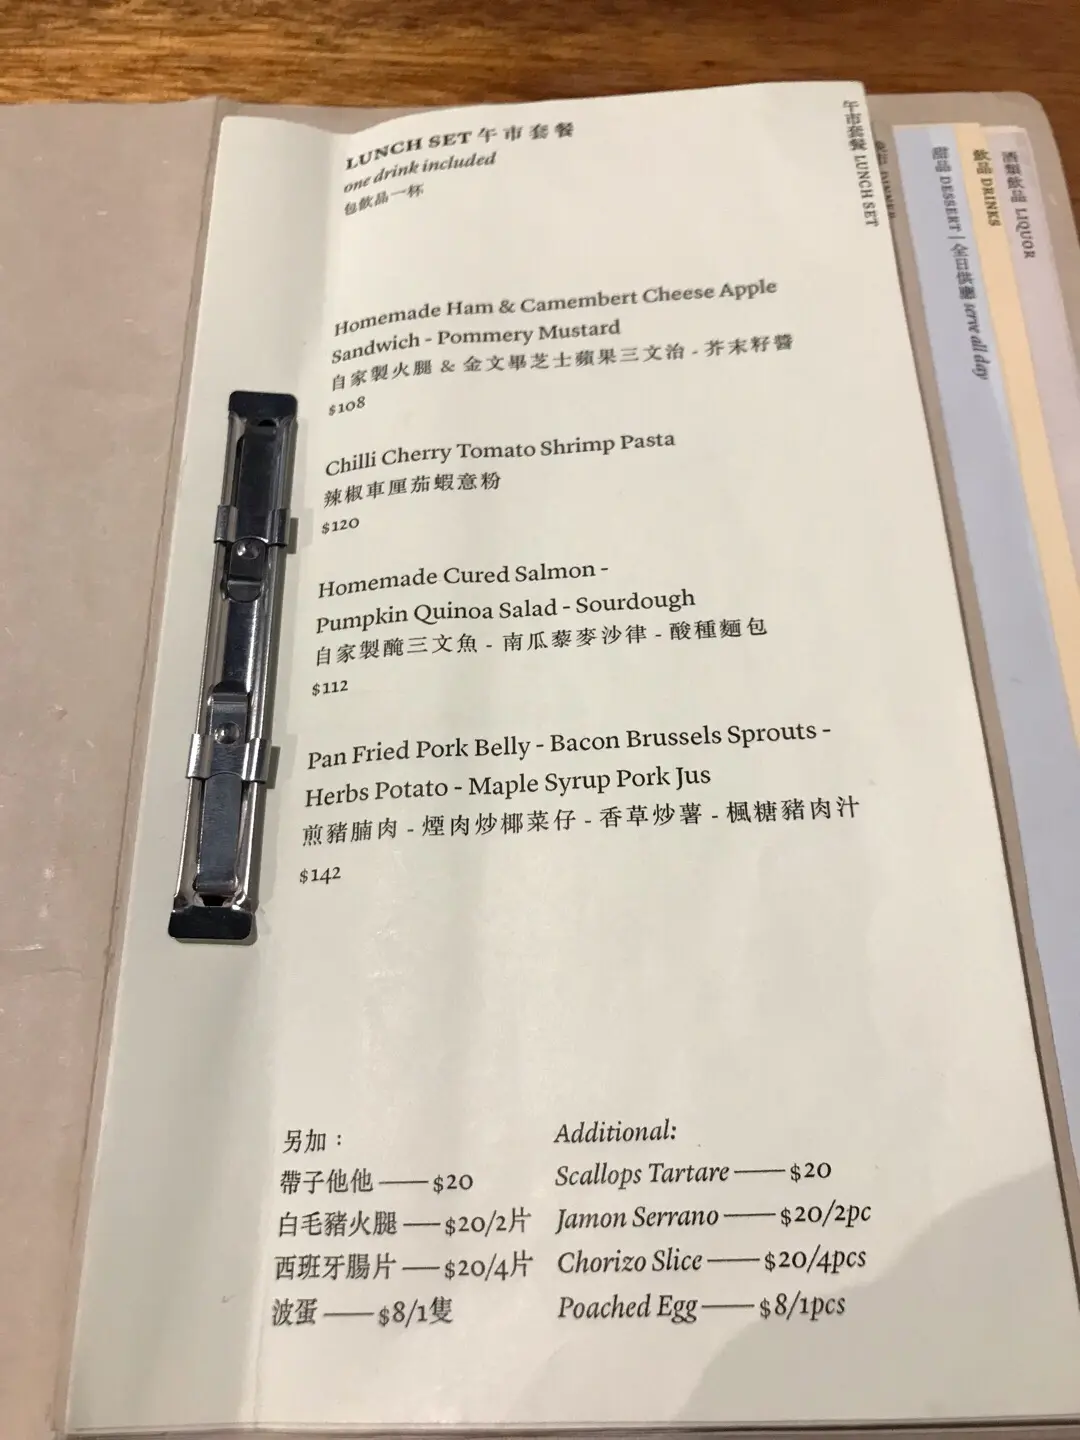 LUNCH SET 午市套餐
one drink included
包飲品一杯
Homemade Ham & Camembert Cheese Apple
Sandwich - Pommery Mustard
自家製火腿 & 金文畢芝士蘋果三文治 - 芥末籽醬
$108
Chilli Cherry Tomato Shrimp Pasta
辣椒車厘茄蝦意粉
$120
Homemade Cured Salmon -
Pumpkin Quinoa Salad - Sourdough
自家製醃三文魚 - 南瓜藜麥沙律 - 酸種麵包
$112
Pan Fried Pork Belly - Bacon Brussels Sprouts -
Herbs Potato - Maple Syrup Pork Jus
煎豬腩肉 - 煙肉炒椰菜仔 - 香草炒薯 - 楓糖豬肉汁
$142
另加：
帶子他他 —— $20
白毛豬火腿 — $20/2片
西班牙腸片 — $20/4片
波蛋 —— $8/1隻
Additional:
Scallops Tartare —— $20
Jamon Serrano —— $20/2pc
Chorizo Slice —— $20/4pcs
Poached Egg —— $8/1pcs
午市套餐 LUNCH SET
DINNER
甜品 DESSERT | 全日供應 serve all day
飲品 DRINKS
酒類飲品 LIQUOR